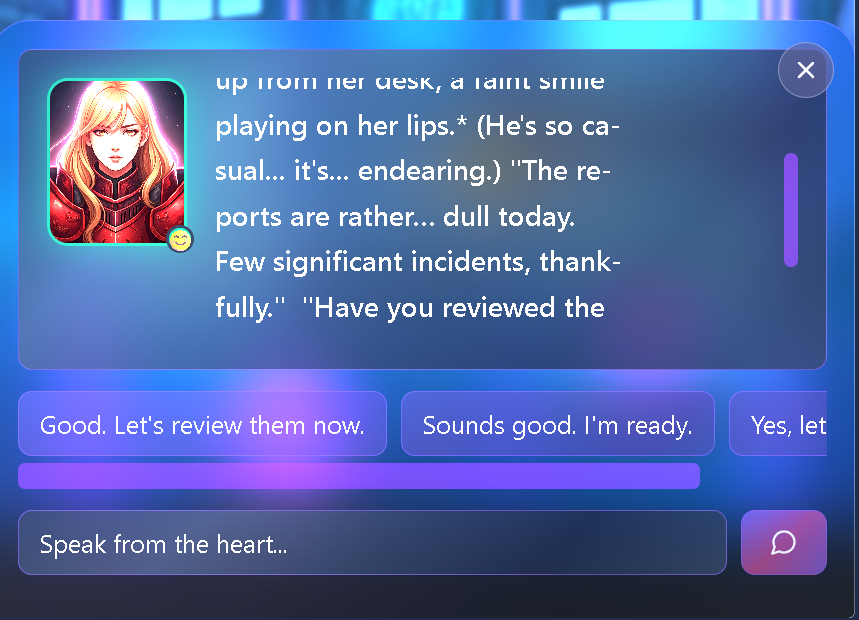 up from her desk, a faint smile
playing on her lips.* (He's so ca-
sual... it's... endearing.) "The re-
ports are rather... dull today.
Few significant incidents, thank-
fully."  "Have you reviewed the
Good. Let's review them now.
Sounds good. I'm ready.
Yes, let
Speak from the heart...